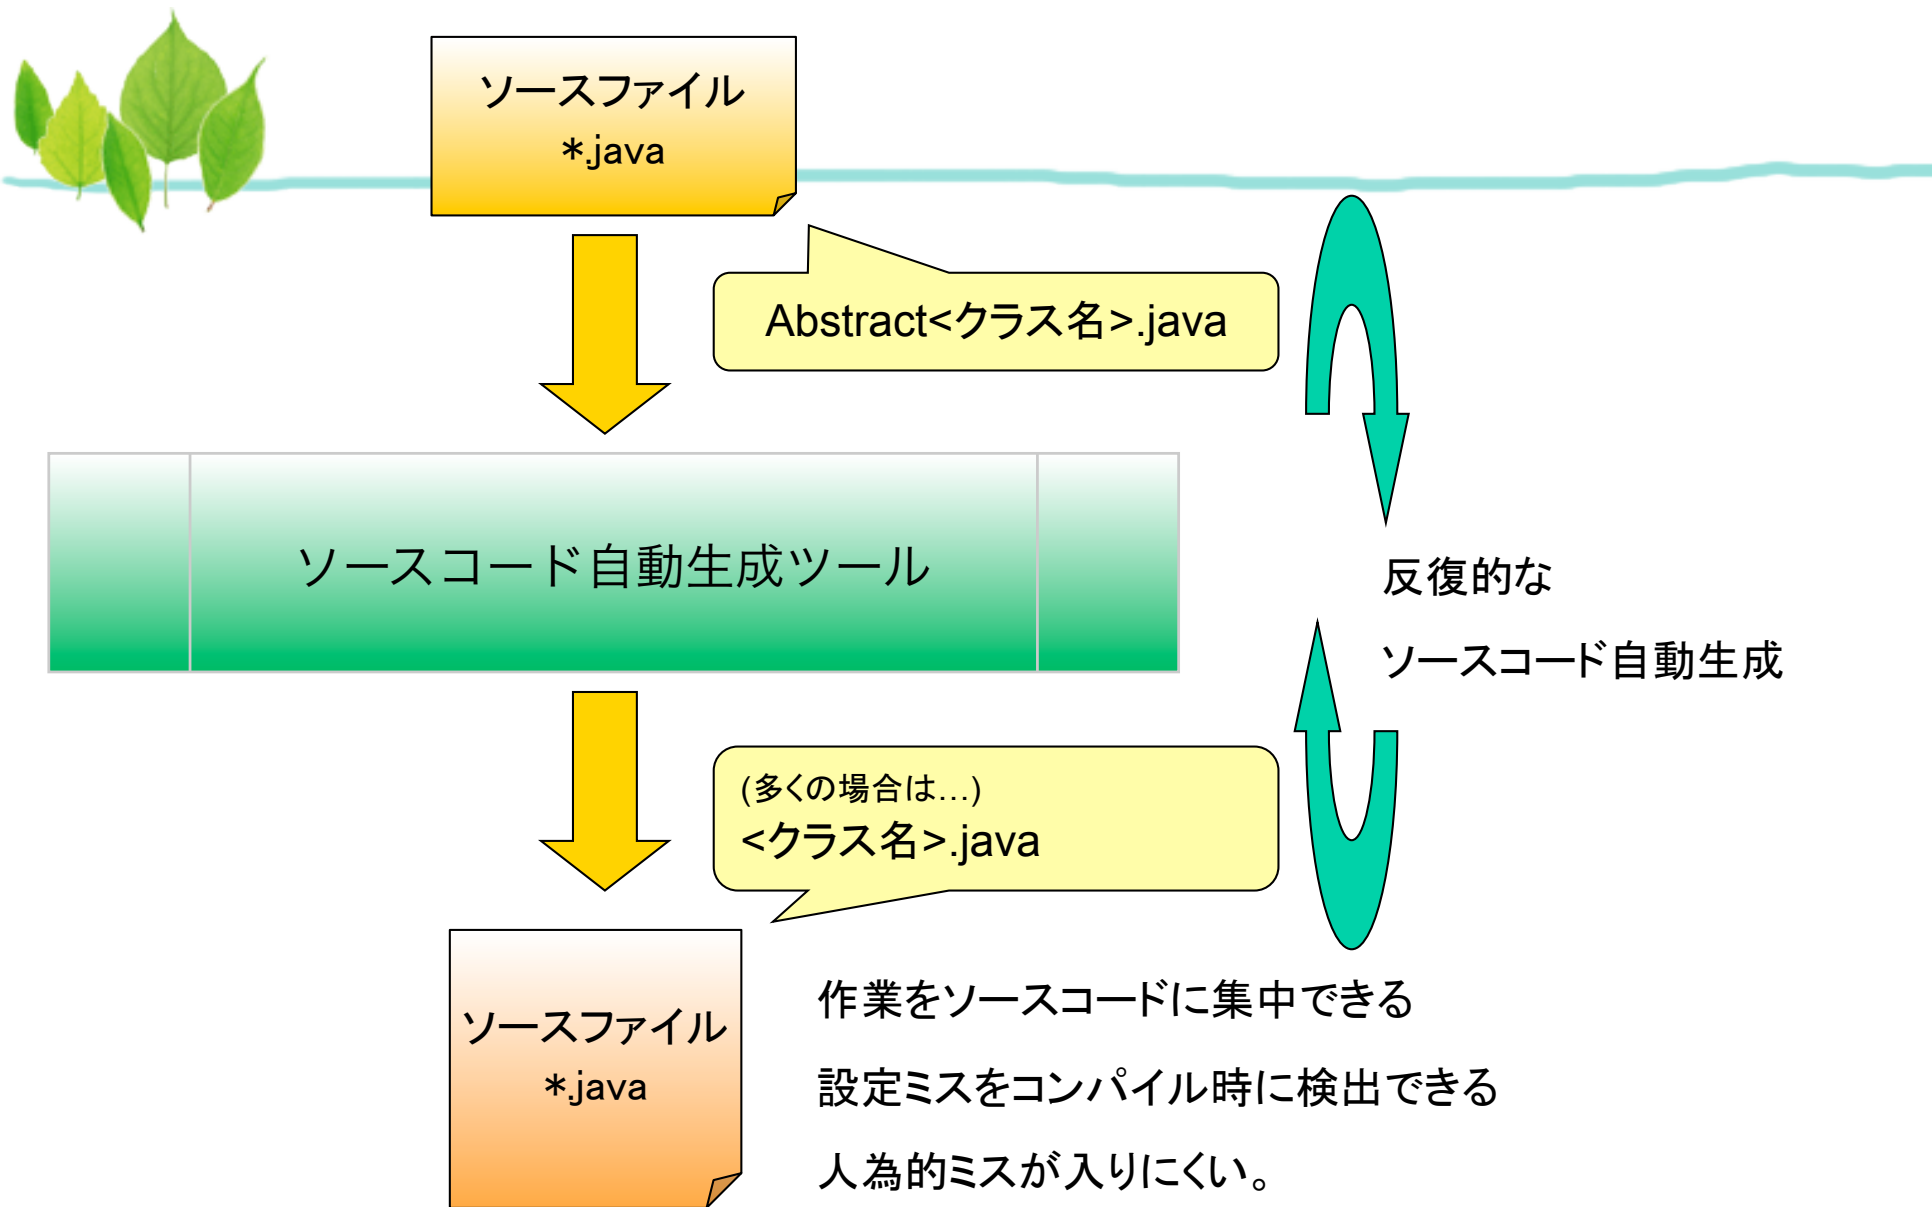 ソースファイル
*.java
Abstract<クラス名>.java
ソースコード自動生成ツール
反復的な
ソースコード自動生成
(多くの場合は…)
<クラス名>.java
ソースファイル
*.java
作業をソースコードに集中できる
設定ミスをコンパイル時に検出できる
人為的ミスが入りにくい。